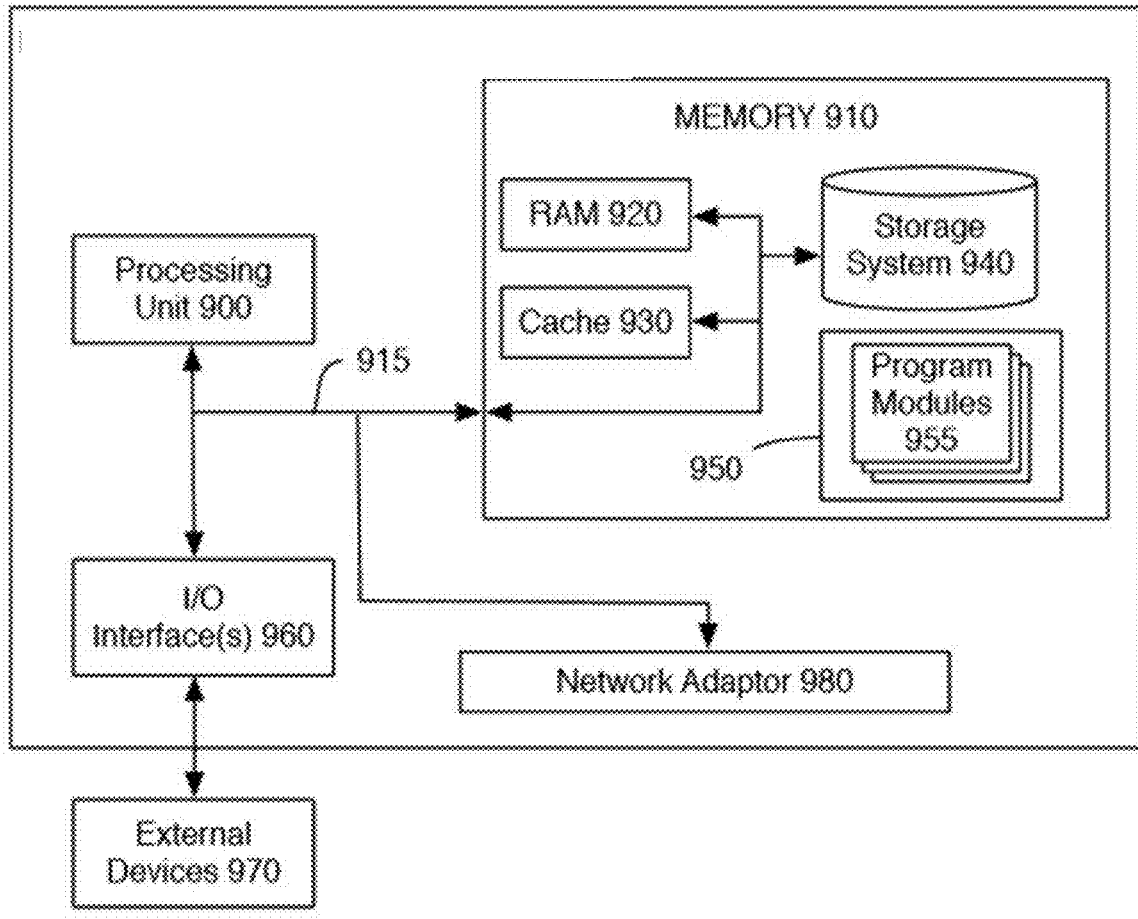 MEMORY 910
RAM 920
Storage
System 940
Processing
Unit 900
Cache 930
915
Program
Modules
955
950
I/O
Interface(s) 960
Network Adaptor 980
External
Devices 970